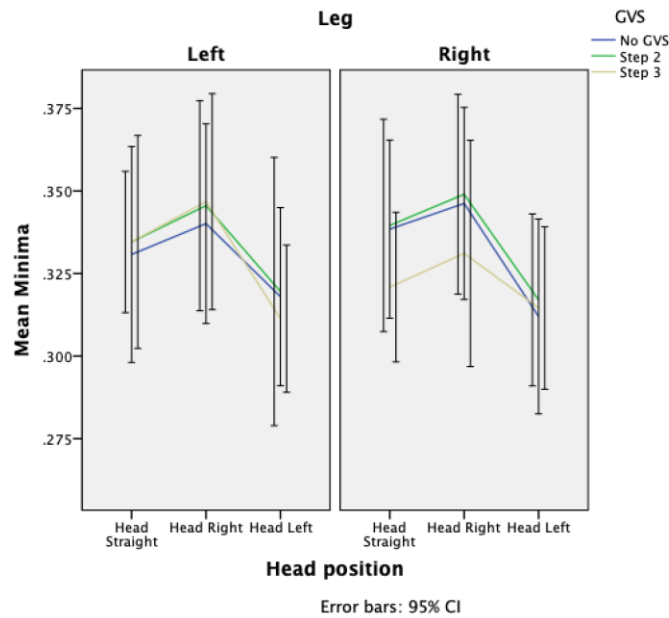 Leg
GVS
No GVS
Step 2
Step 3
Left
Right
Mean Minima
.375
.350
.325
.300
.275
Head Straight
Head Right
Head Left
Head Straight
Head Right
Head Left
Head position
Error bars: 95% CI